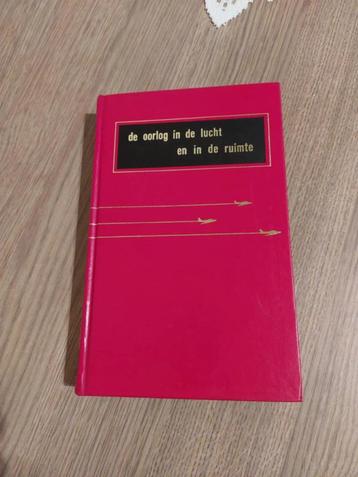 de oorlog in de lucht
en in de ruimte